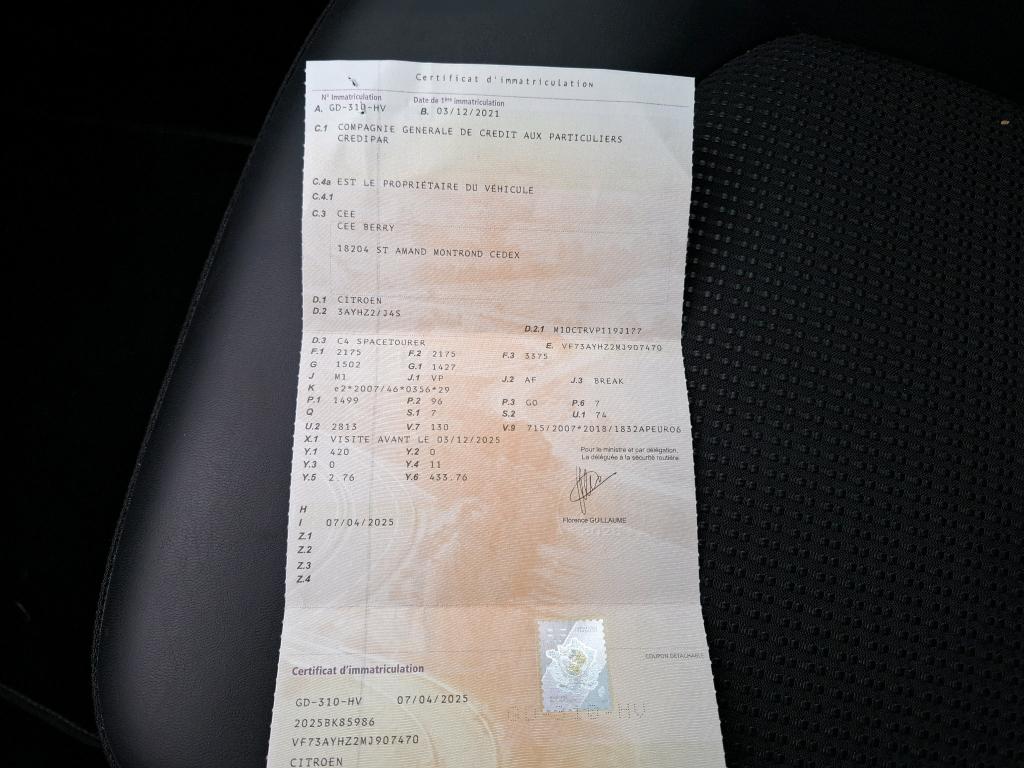 Certificat d'immatriculation
N° Immatriculation Date de 1ère immatriculation
A. GD-310-HV B. 03/12/2021
C.1 COMPAGNIE GENERALE DE CREDIT AUX PARTICULIERS
CREDIPAR
C.4a EST LE PROPRIÉTAIRE DU VÉHICULE
C.4.1
C.3 CEE
CEE BERRY
18204 ST AMAND MONTROND CEDEX
D.1 CITROEN
D.2 3AYHZ2/J4S
D.2.1 M10CTRVP119J177
D.3 C4 SPACETOURER E. VF73AYHZ2MJ907470
F.1 2175 F.2 2175 F.3 3375
G 1502 G.1 1427
J M1 J.1 VP J.2 AF J.3 BREAK
K e2*2007/46*0356*29
P.1 1499 P.2 96 P.3 GO P.6 7
Q S.1 7 S.2 U.1 74
U.2 2813 V.7 130 V.9 715/2007*2018/1832APEURO6
X.1 VISITE AVANT LE 03/12/2025
Y.1 420 Y.2 0
Y.3 0 Y.4 11
Y.5 2.76 Y.6 433.76
Pour le ministre et par délégation,
La déléguée à la sécurité routière
Florence GUILLAUME
H
I 07/04/2025
Z.1
Z.2
Z.3
Z.4
COUPON DÉTACHABLE
Certificat d'immatriculation
GD-310-HV 07/04/2025
GD-310-HV
2025BK85986
VF73AYHZ2MJ907470
CITROEN